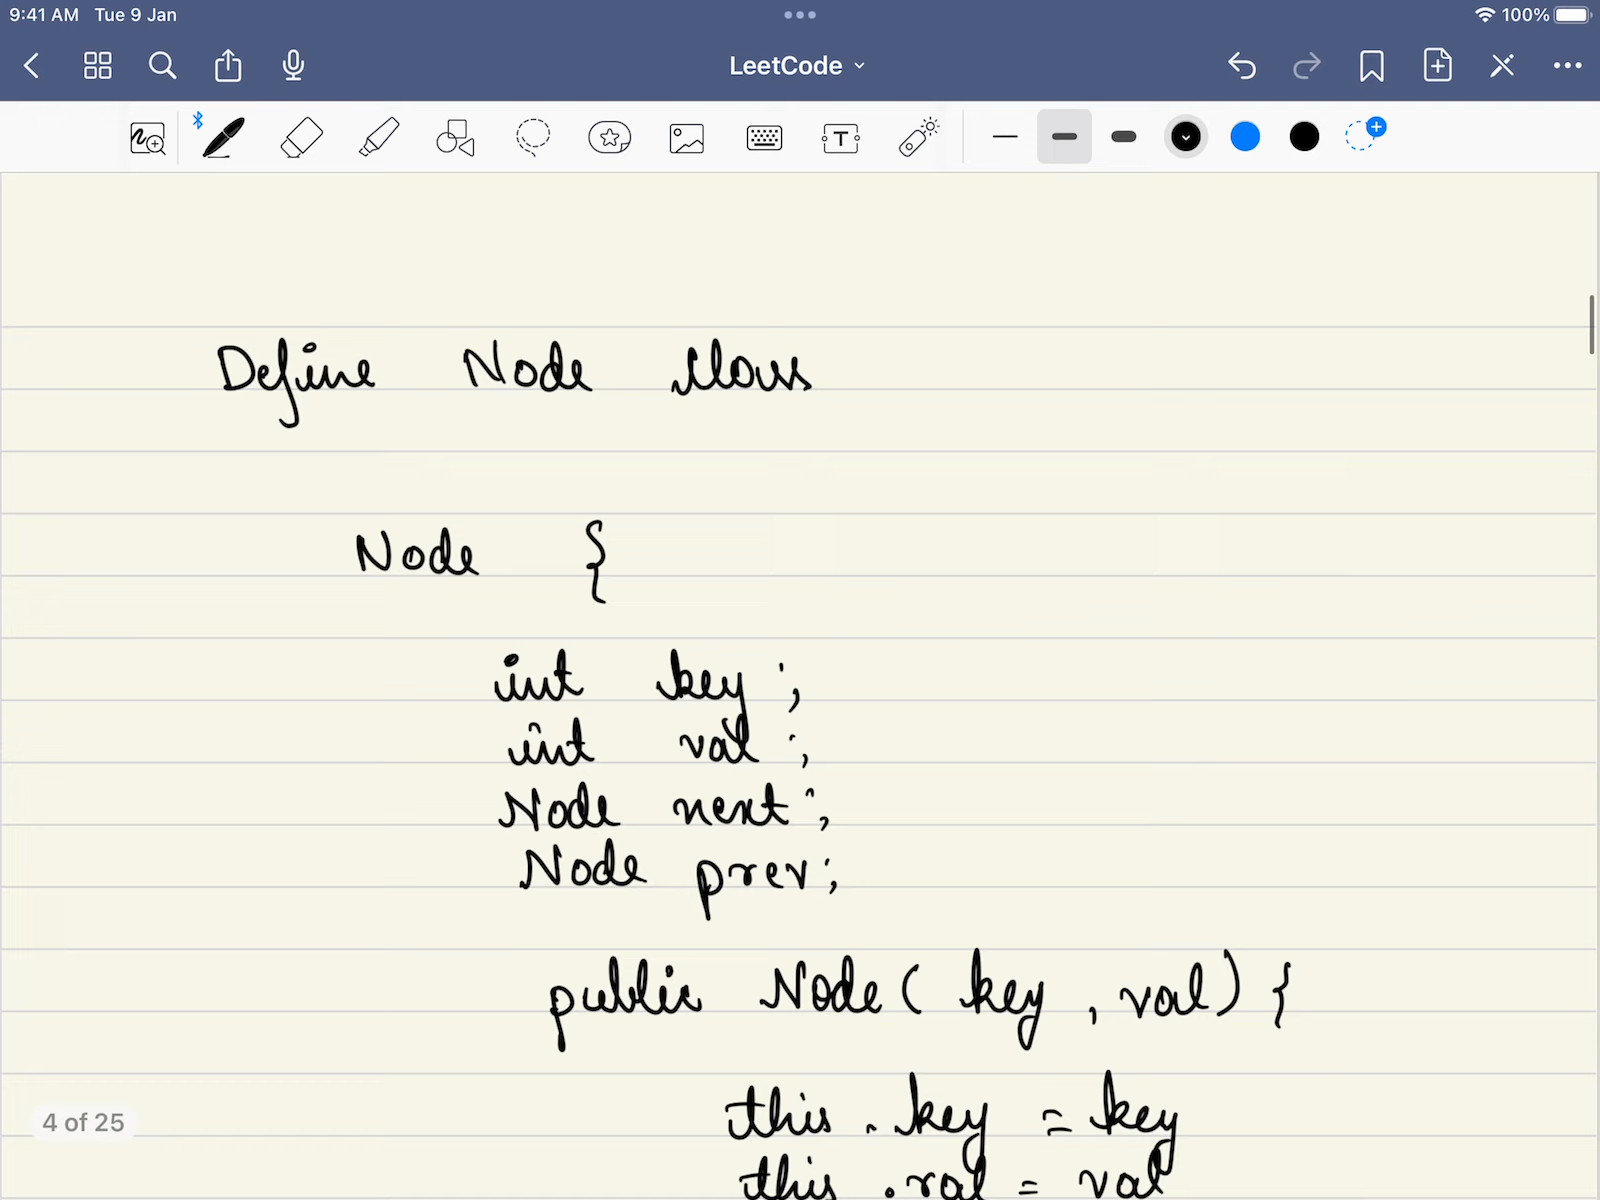 9:41 AM Tue 9 Jan
100%
LeetCode
T
Define Node class
Node {
int key ;
int val ;
Node next ;
Node prev ;
public Node ( key , val ) {
this . key = key
this . val = val
4 of 25